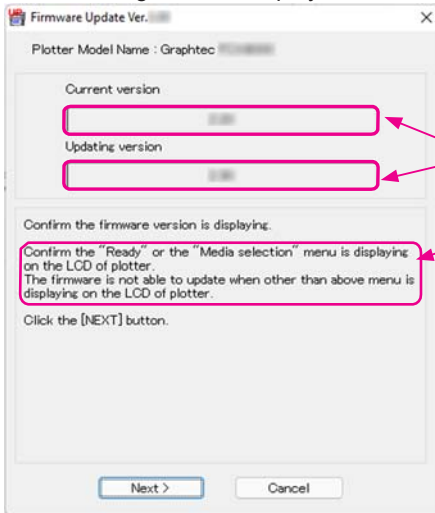 Firmware Update Ver.
Plotter Model Name : Graphtec
Current version
Updating version
Confirm the firmware version is displaying.
Confirm the "Ready" or the "Media selection" menu is displaying
on the LCD of plotter.
The firmware is not able to update when other than above menu is
displaying on the LCD of plotter.
Click the [NEXT] button.
Next >
Cancel